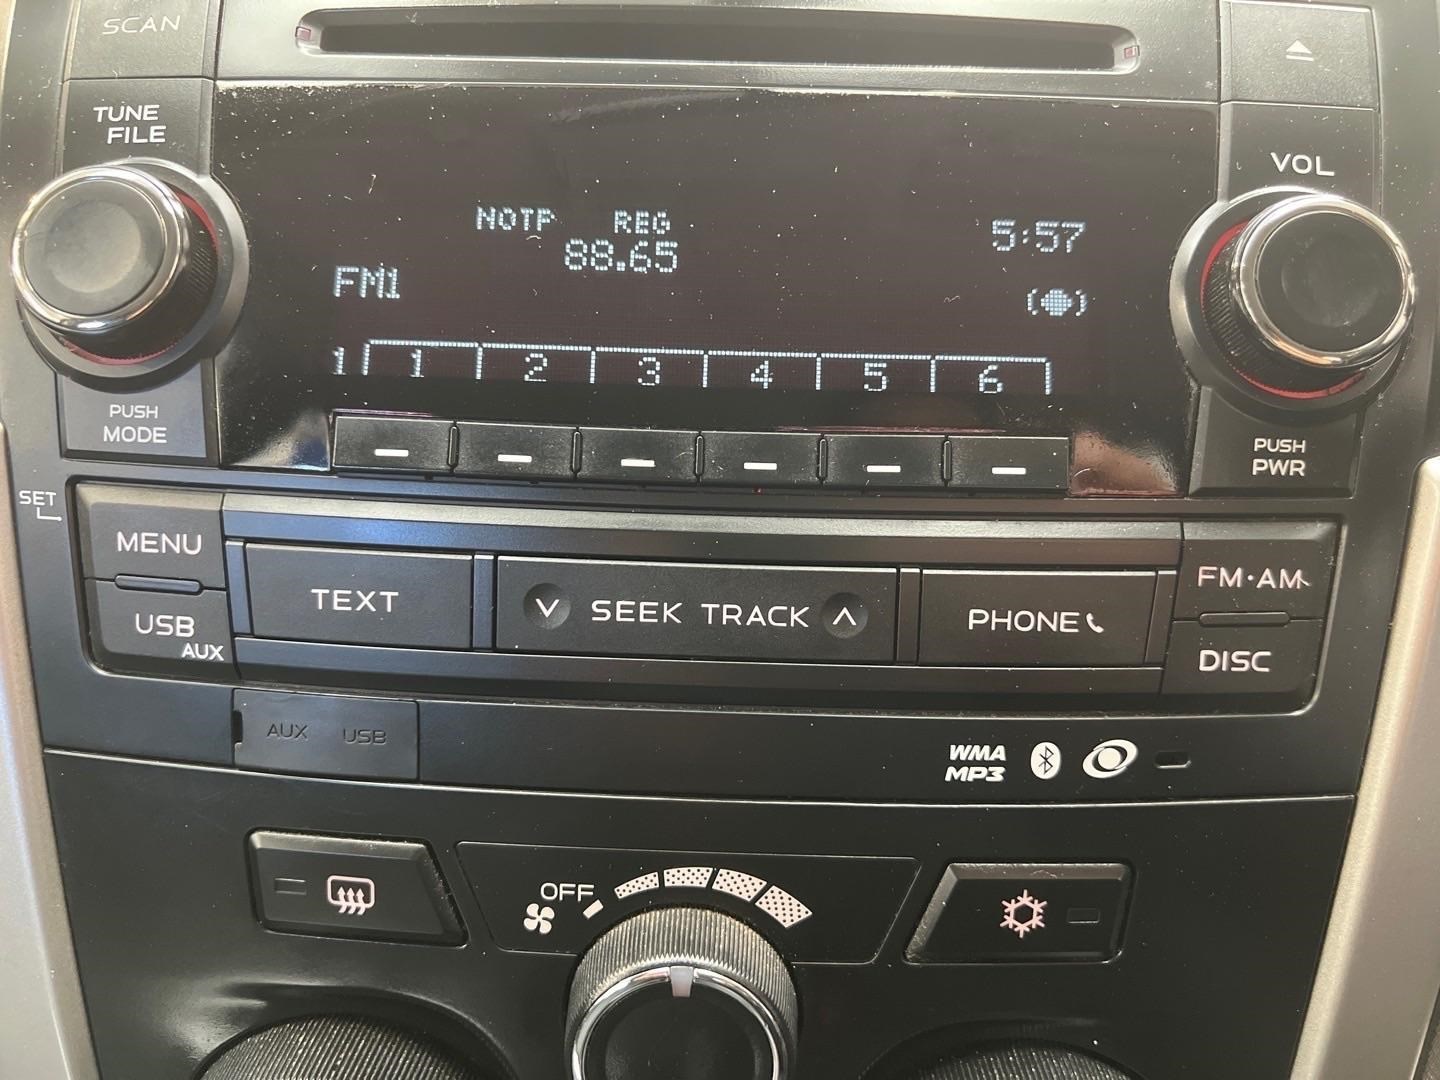 SCAN
TUNE
FILE
VOL
NOTP REG
88.65
5:57
FM1
1 1 2 3 4 5 6
PUSH
MODE
PUSH
PWR
SET
MENU
TEXT
SEEK TRACK
PHONE
FM·AM
USB
AUX
DISC
AUX USB
WMA
MP3
OFF